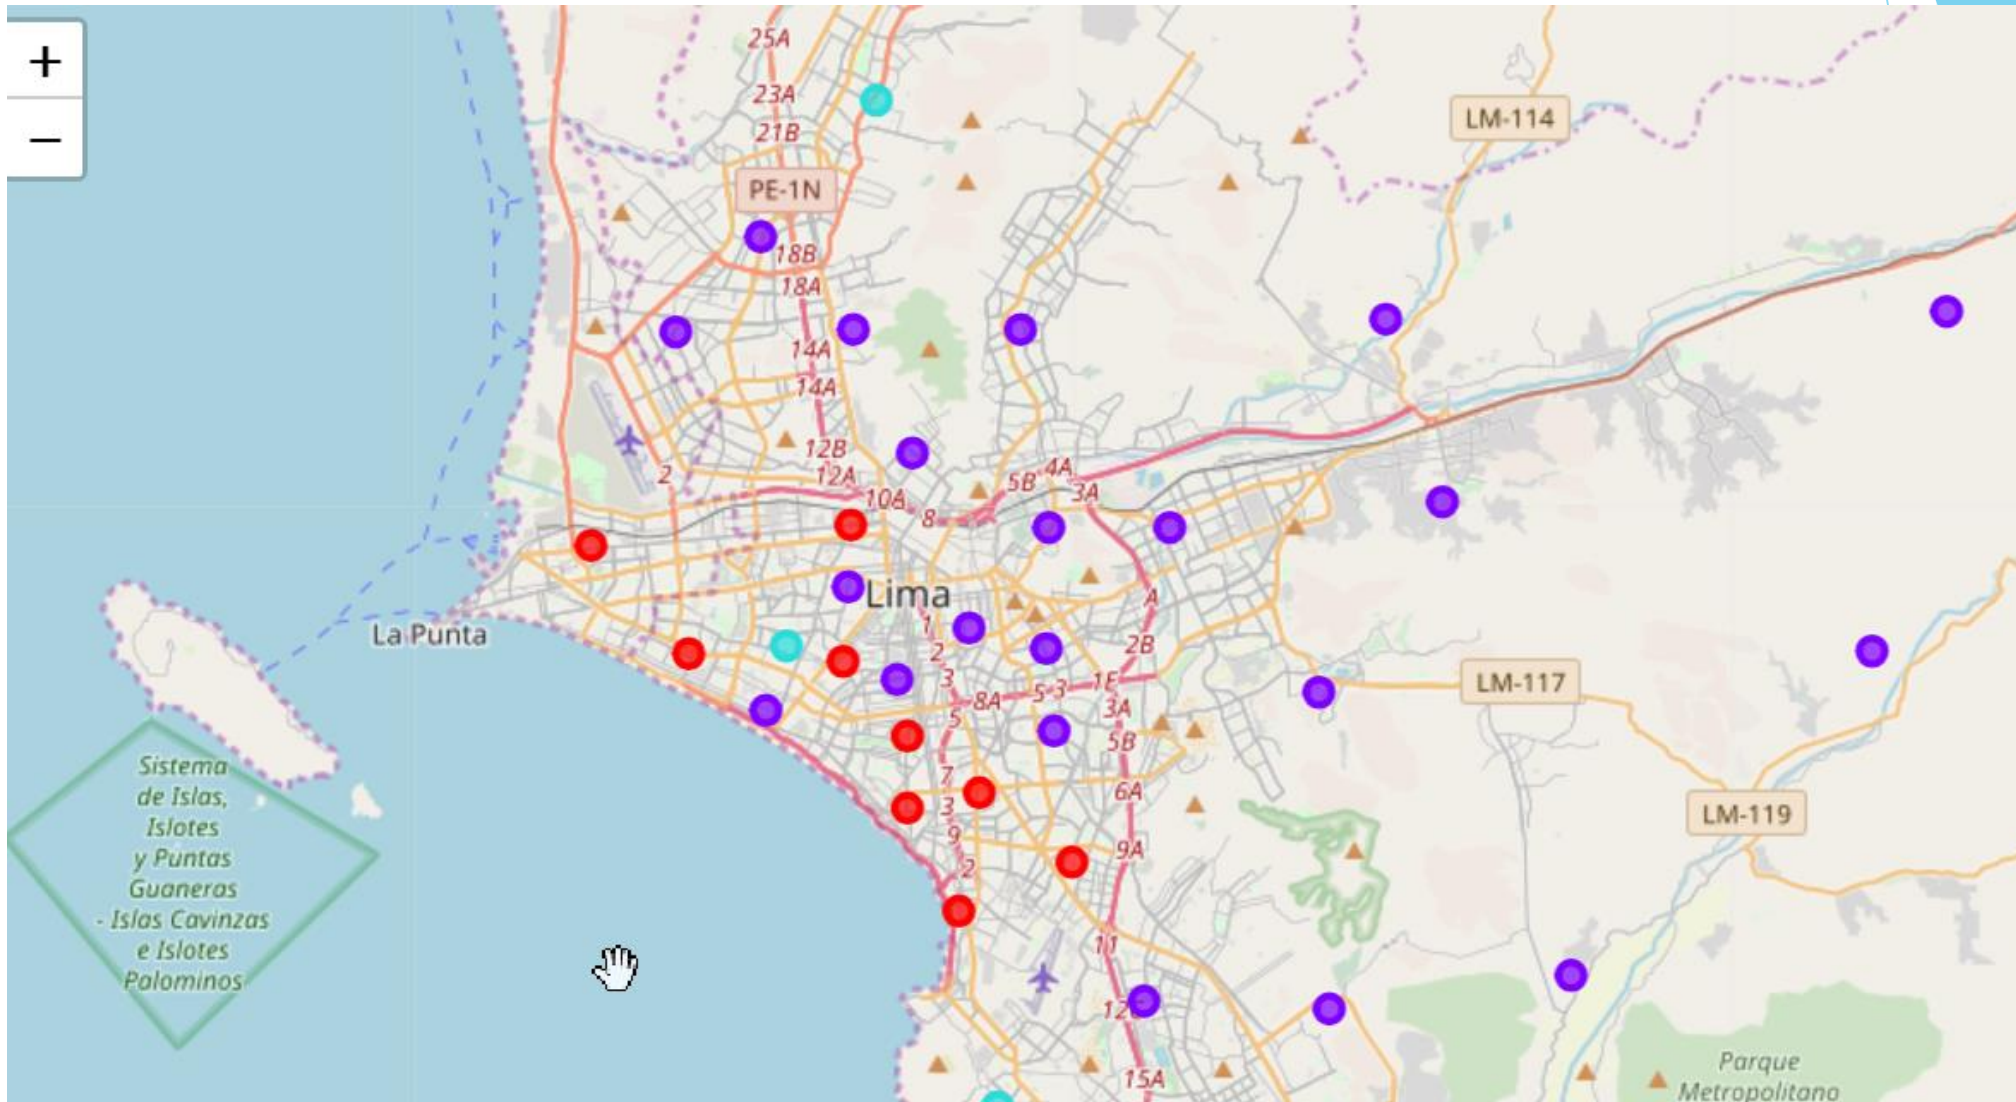 +
−
25A
23A
21B
LM-114
PE-1N
18B
18A
14A
14A
12B
12A
2
10A
8
5B
4A
3A
Lima
A
La Punta
1
2
2B
3
8A
5
3
1E
LM-117
5
3A
5B
7
6A
3
LM-119
9
9A
2
Sistema
de Islas,
Islotes
y Puntas
Guaneras
- Islas Cavinzas
e Islotes
Palominos
11
15A
Parque
Metropolitano